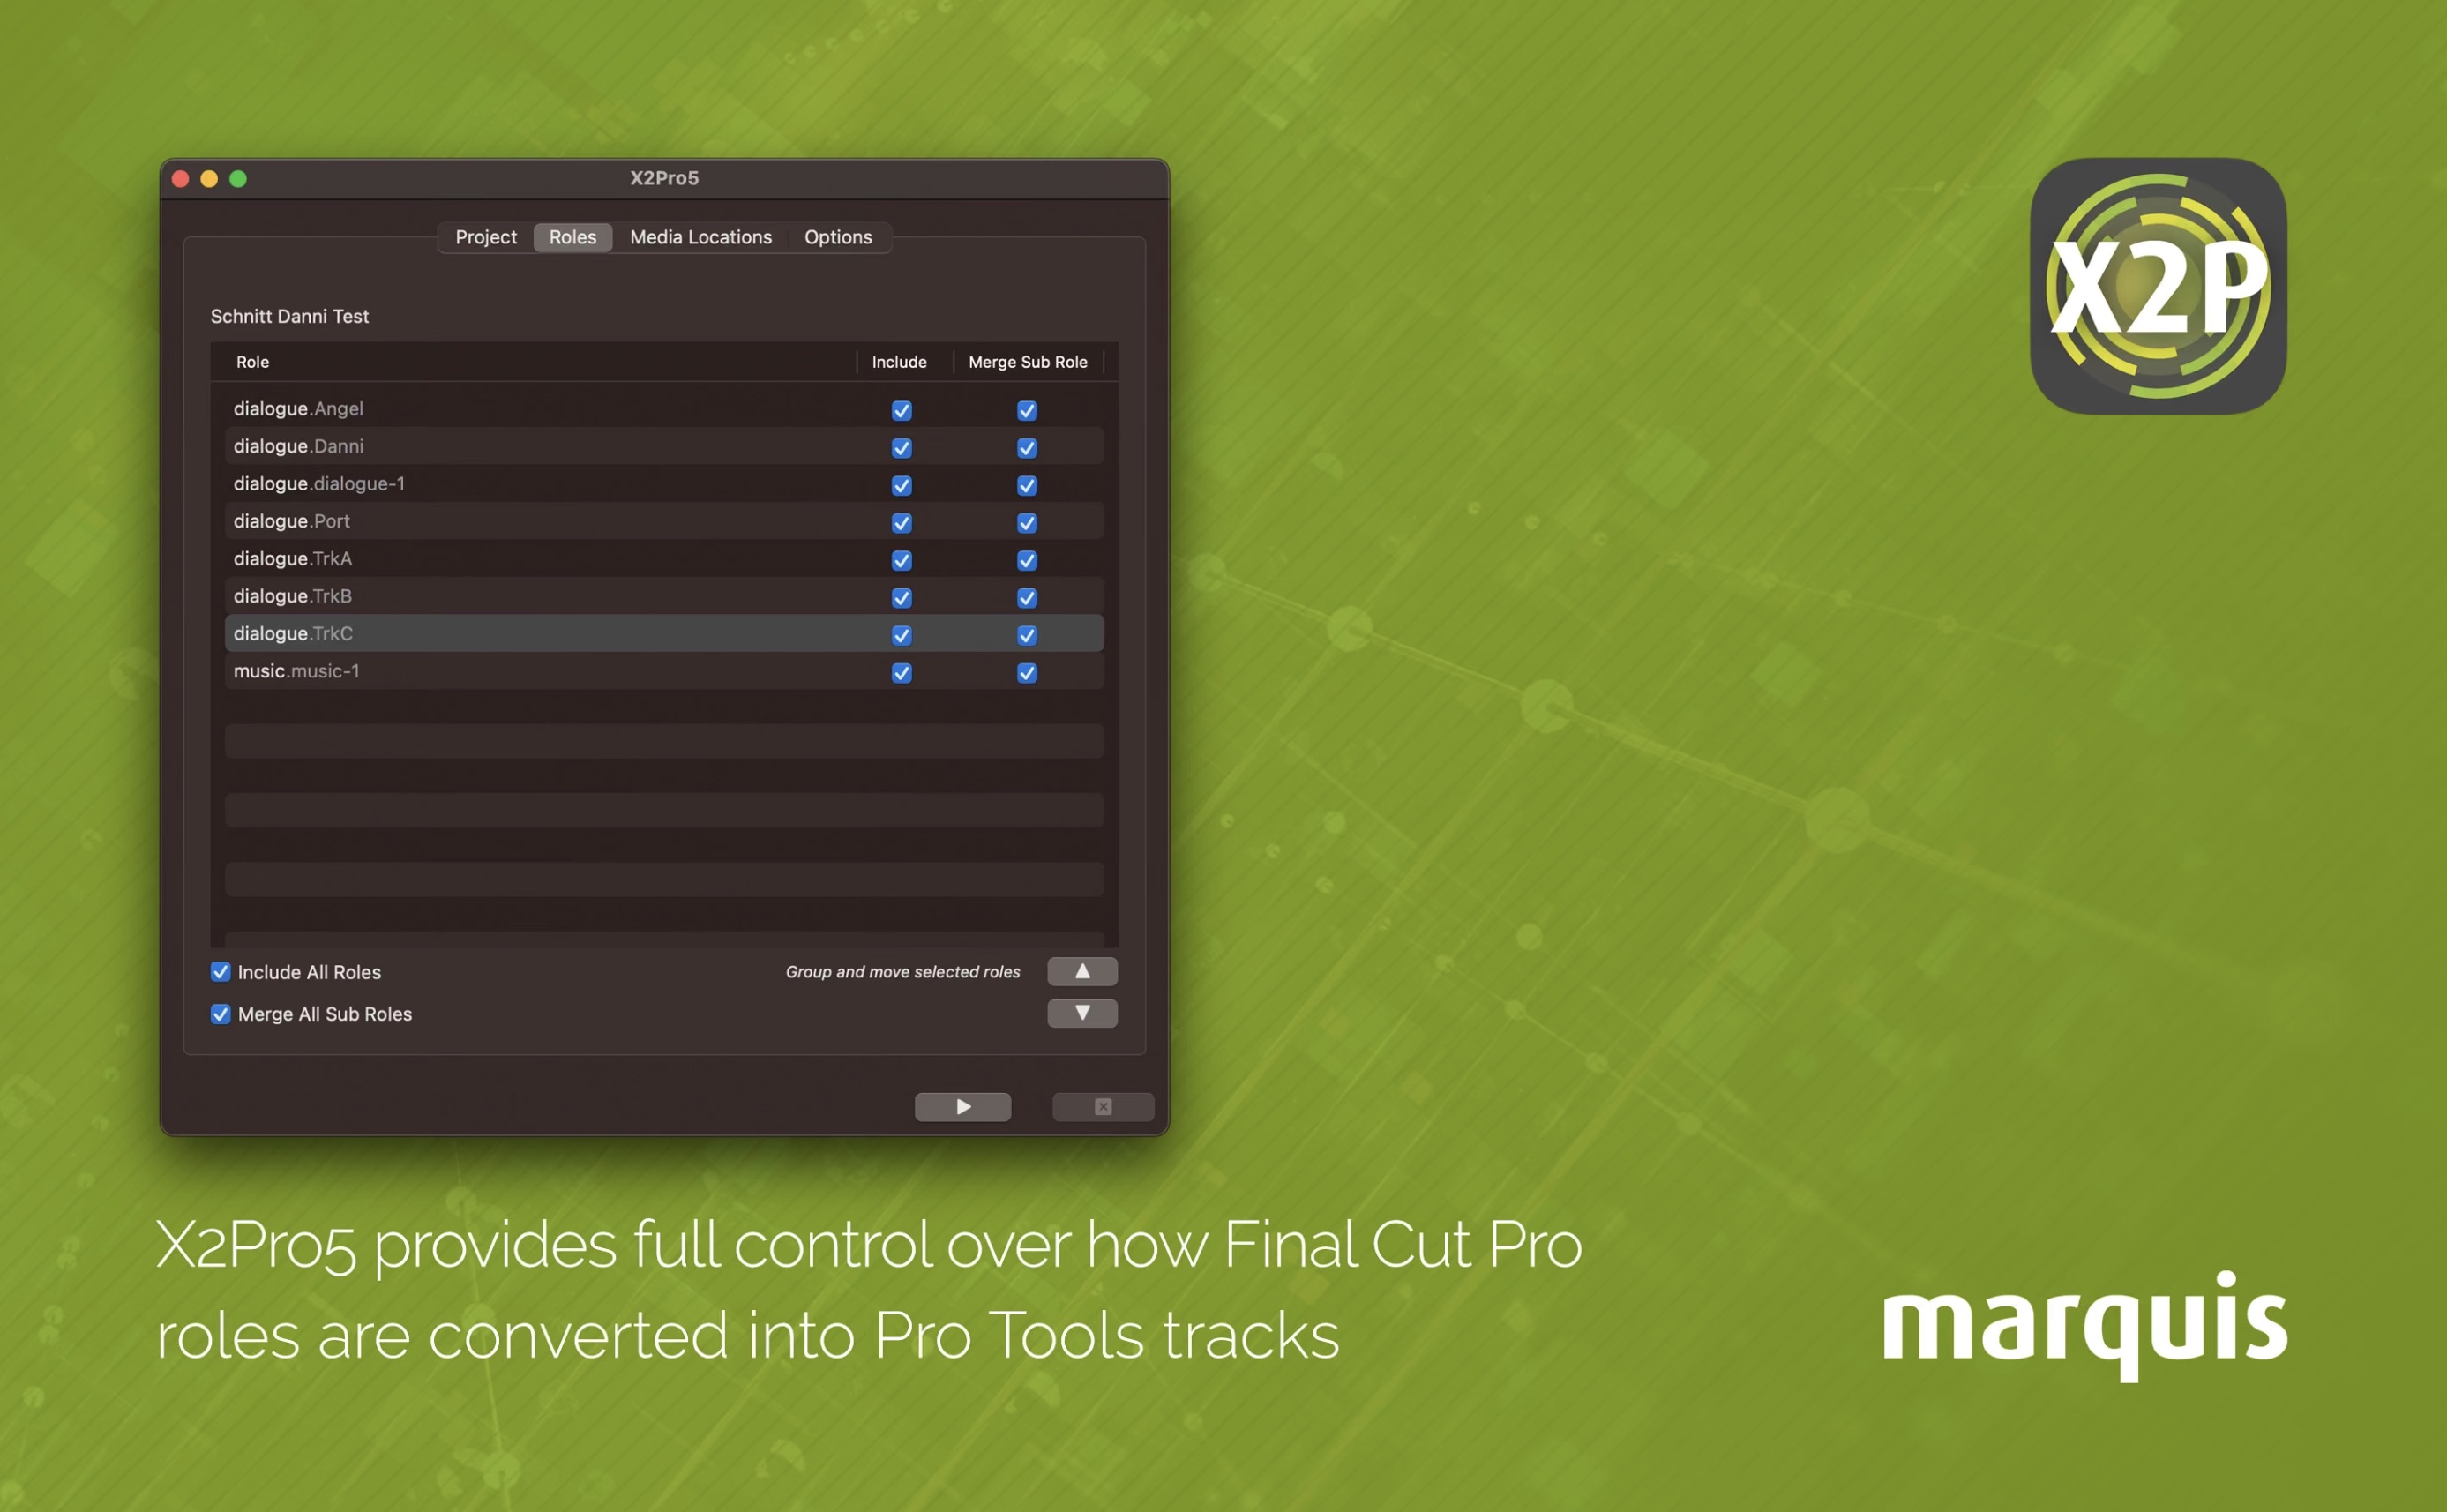 X2Pro5
Project Roles Media Locations Options
X2P
Schnitt Danni Test
Role Include Merge Sub Role
dialogue.Angel
dialogue.Danni
dialogue.dialogue-1
dialogue.Port
dialogue.TrkA
dialogue.TrkB
dialogue.TrkC
music.music-1
Include All Roles
Group and move selected roles
Merge All Sub Roles
X2Pro5 provides full control over how Final Cut Pro
roles are converted into Pro Tools tracks
marquis